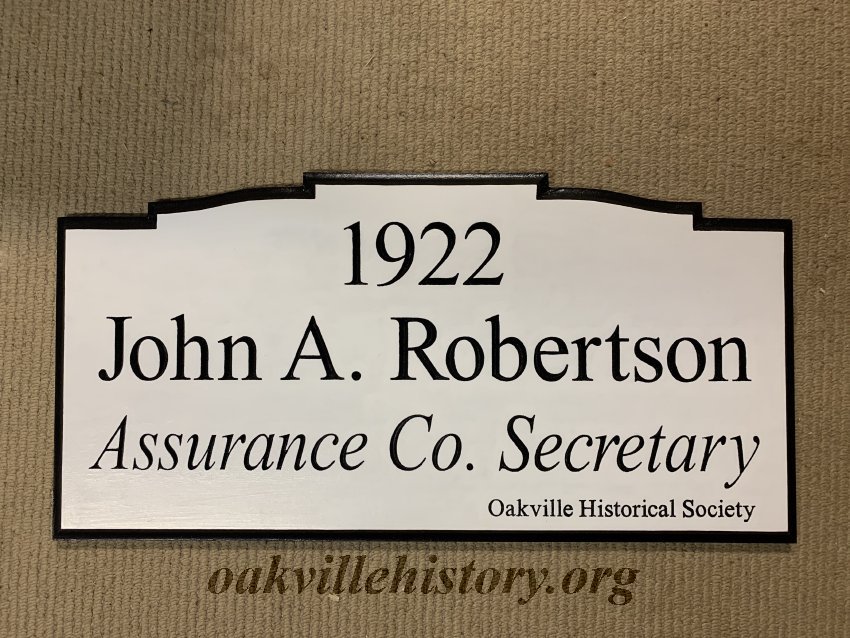 1922
John A. Robertson
Assurance Co. Secretary
Oakville Historical Society
oakvillehistory.org